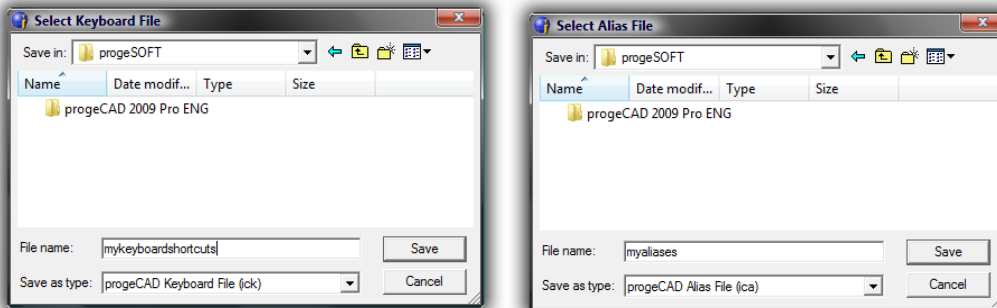 Select Keyboard File
Save in: progeSOFT
Name Date modif... Type Size
progeCAD 2009 Pro ENG
File name: mykeyboardshortcuts Save
Save as type: progeCAD Keyboard File (ick) Cancel
Select Alias File
Save in: progeSOFT
Name Date modif... Type Size
progeCAD 2009 Pro ENG
File name: myaliases Save
Save as type: progeCAD Alias File (ica) Cancel